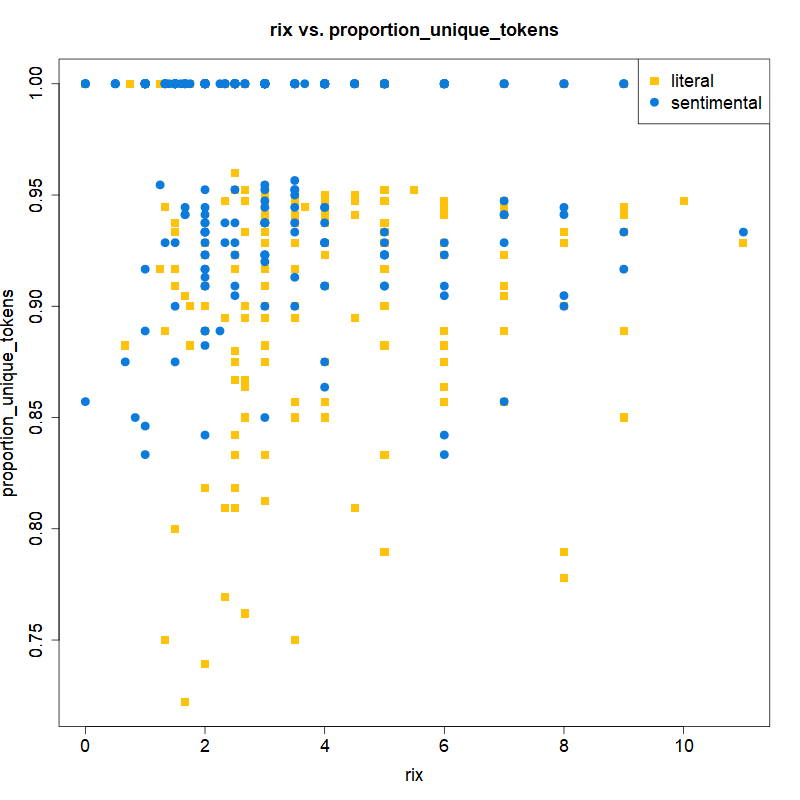 rix vs. proportion_unique_tokens
literal
sentimental
proportion_unique_tokens
1.00
0.95
0.90
0.85
0.80
0.75
0 2 4 6 8 10
rix